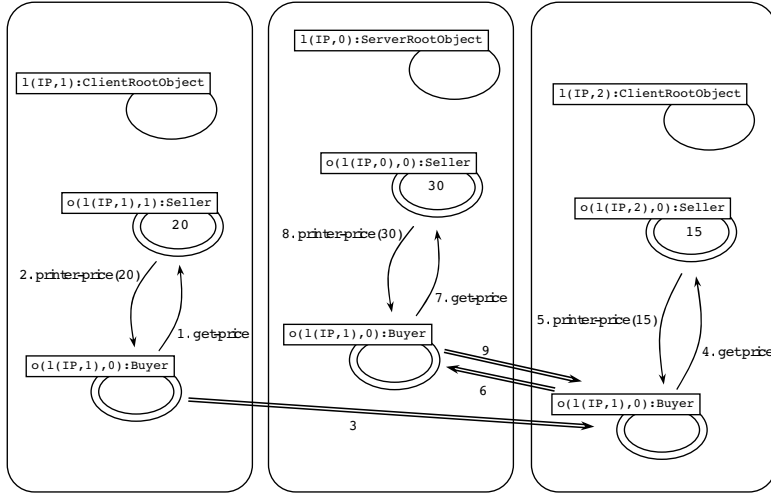 l(IP,1):ClientRootObject
o(l(IP,1),1):Seller
20
2.printer-price(20)
1.get-price
o(l(IP,1),0):Buyer
3
l(IP,0):ServerRootObject
o(l(IP,0),0):Seller
30
8.printer-price(30)
7.get-price
o(l(IP,1),0):Buyer
9
6
l(IP,2):ClientRootObject
o(l(IP,2),0):Seller
15
5.printer-price(15)
4.getprice
o(l(IP,1),0):Buyer